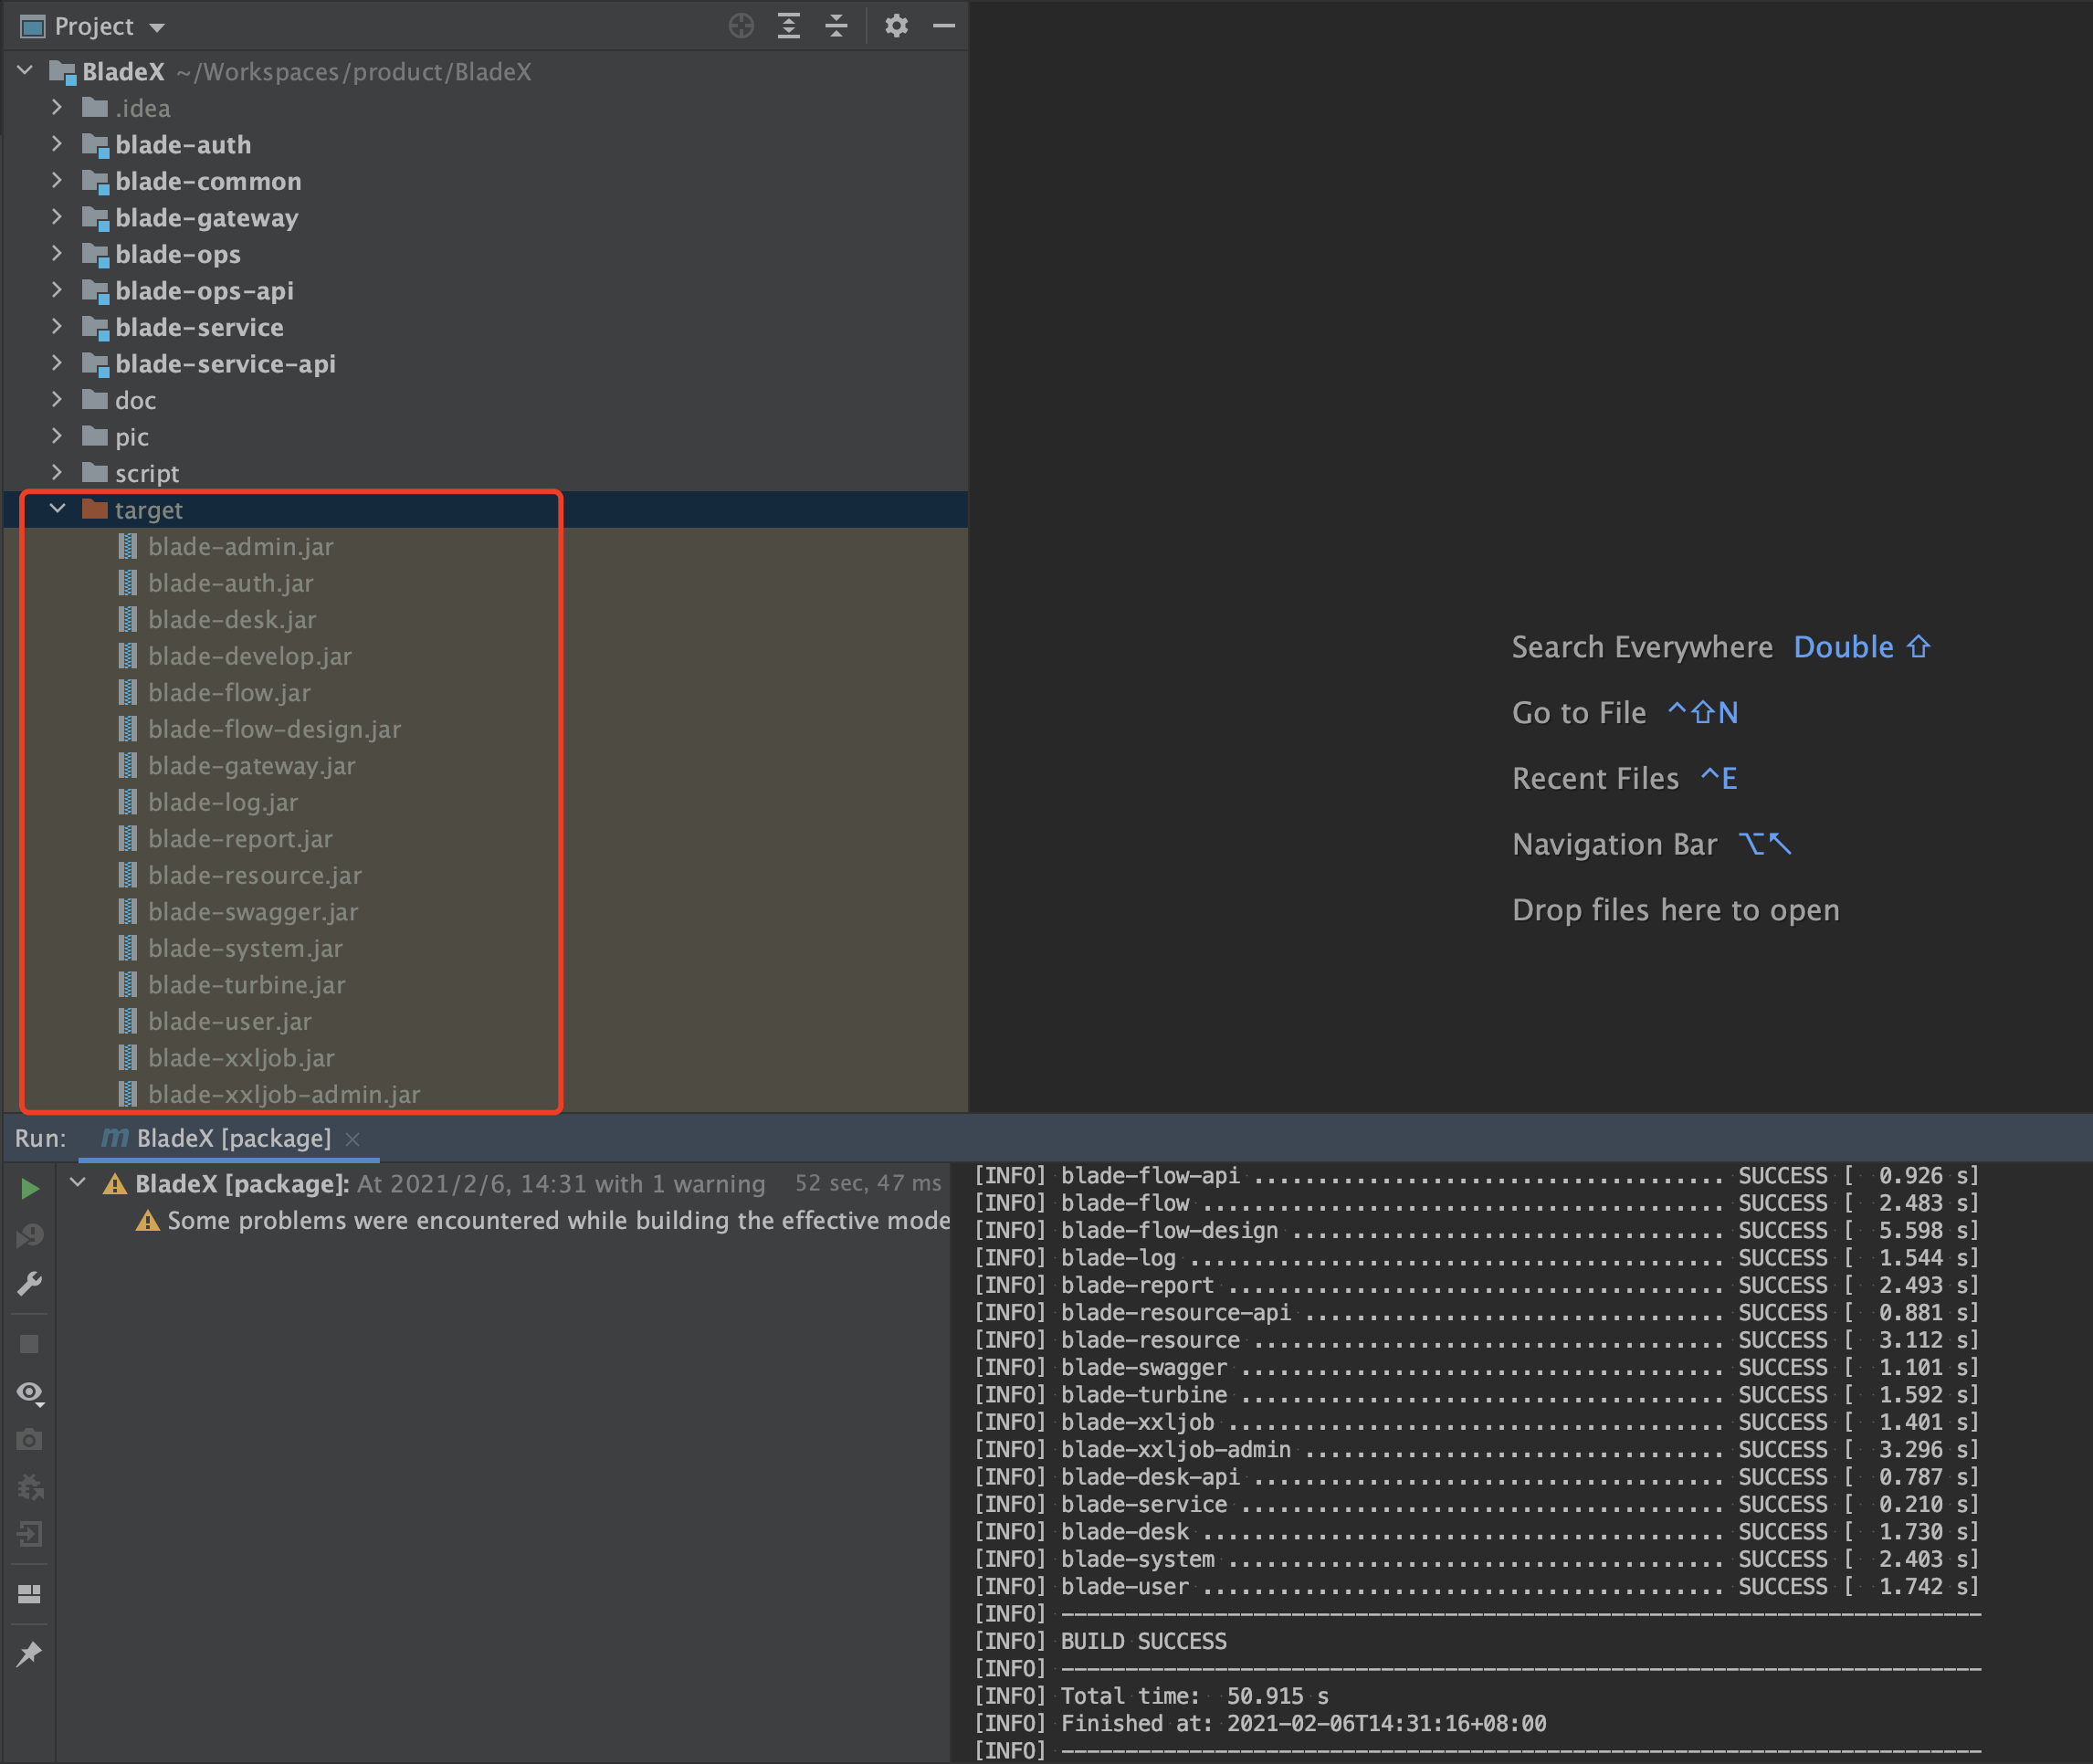 Project
BladeX ~/Workspaces/product/BladeX
.idea
blade-auth
blade-common
blade-gateway
blade-ops
blade-ops-api
blade-service
blade-service-api
doc
pic
script
target
blade-admin.jar
blade-auth.jar
blade-desk.jar
blade-develop.jar
blade-flow.jar
blade-flow-design.jar
blade-gateway.jar
blade-log.jar
blade-report.jar
blade-resource.jar
blade-swagger.jar
blade-system.jar
blade-turbine.jar
blade-user.jar
blade-xxljob.jar
blade-xxljob-admin.jar
Search Everywhere Double ⇧
Go to File ^⇧N
Recent Files ^E
Navigation Bar ⌥↖
Drop files here to open
Run: m BladeX [package] ×
BladeX [package]: At 2021/2/6, 14:31 with 1 warning 52 sec, 47 ms
Some problems were encountered while building the effective mode
[INFO] blade-flow-api ..................................... SUCCESS [  0.926 s]
[INFO] blade-flow ......................................... SUCCESS [  2.483 s]
[INFO] blade-flow-design .................................. SUCCESS [  5.598 s]
[INFO] blade-log .......................................... SUCCESS [  1.544 s]
[INFO] blade-report ....................................... SUCCESS [  2.493 s]
[INFO] blade-resource-api ................................. SUCCESS [  0.881 s]
[INFO] blade-resource ..................................... SUCCESS [  3.112 s]
[INFO] blade-swagger ...................................... SUCCESS [  1.101 s]
[INFO] blade-turbine ...................................... SUCCESS [  1.592 s]
[INFO] blade-xxljob ....................................... SUCCESS [  1.401 s]
[INFO] blade-xxljob-admin ................................. SUCCESS [  3.296 s]
[INFO] blade-desk-api ..................................... SUCCESS [  0.787 s]
[INFO] blade-service ...................................... SUCCESS [  0.210 s]
[INFO] blade-desk ......................................... SUCCESS [  1.730 s]
[INFO] blade-system ....................................... SUCCESS [  2.403 s]
[INFO] blade-user ......................................... SUCCESS [  1.742 s]
[INFO] ------------------------------------------------------------------------
[INFO] BUILD SUCCESS
[INFO] ------------------------------------------------------------------------
[INFO] Total time:  50.915 s
[INFO] Finished at: 2021-02-06T14:31:16+08:00
[INFO] ------------------------------------------------------------------------